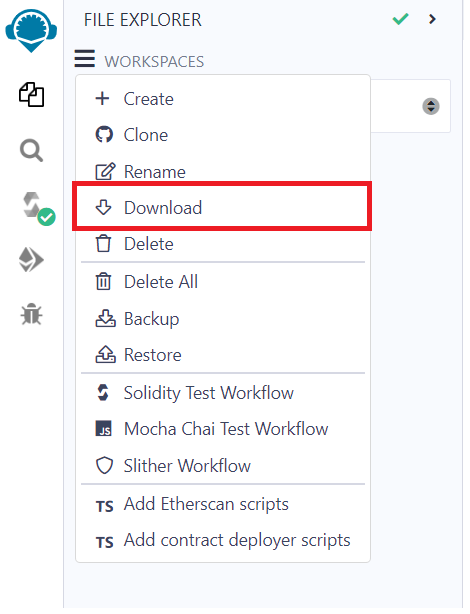 FILE EXPLORER
WORKSPACES
Create
Clone
Rename
Download
Delete
Delete All
Backup
Restore
Solidity Test Workflow
JS Mocha Chai Test Workflow
Slither Workflow
TS Add Etherscan scripts
TS Add contract deployer scripts